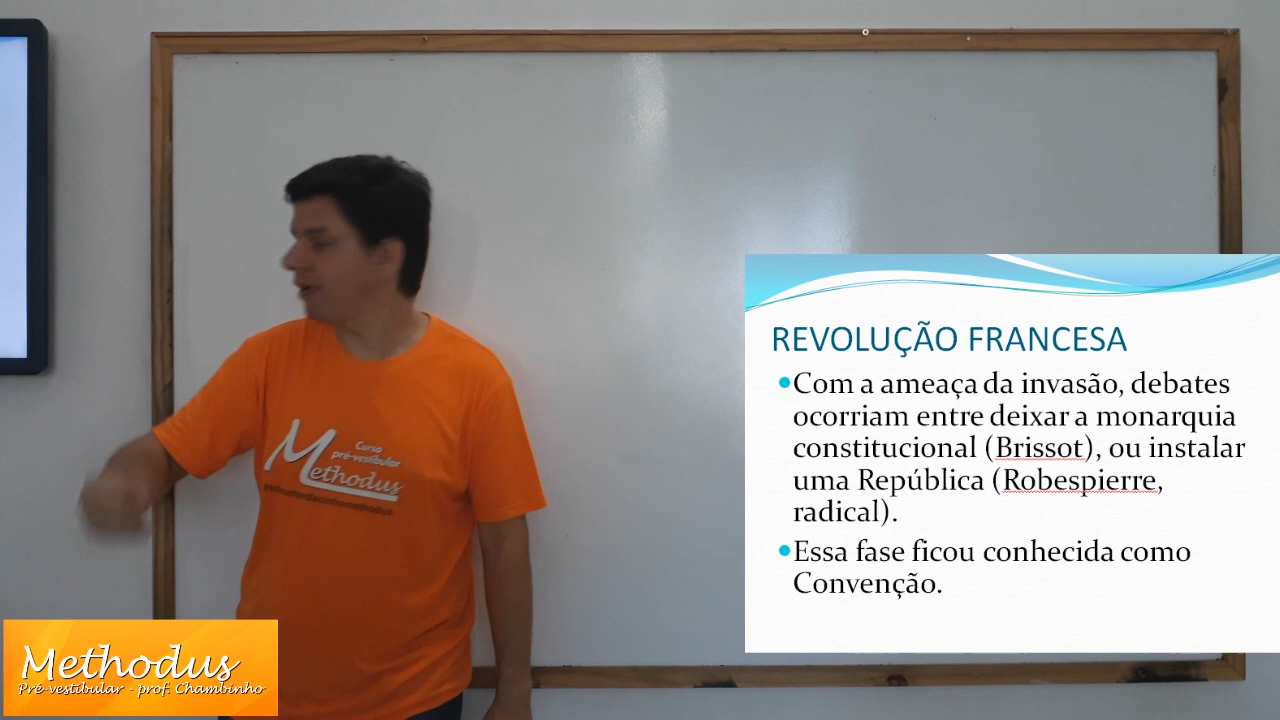 Curso
pré-vestibular
Methodus
REVOLUÇÃO FRANCESA
Com a ameaça da invasão, debates
ocorriam entre deixar a monarquia
constitucional (Brissot), ou instalar
uma República (Robespierre,
radical).
Essa fase ficou conhecida como
Convenção.
Methodus
Pré-vestibular - prof. Chambinho